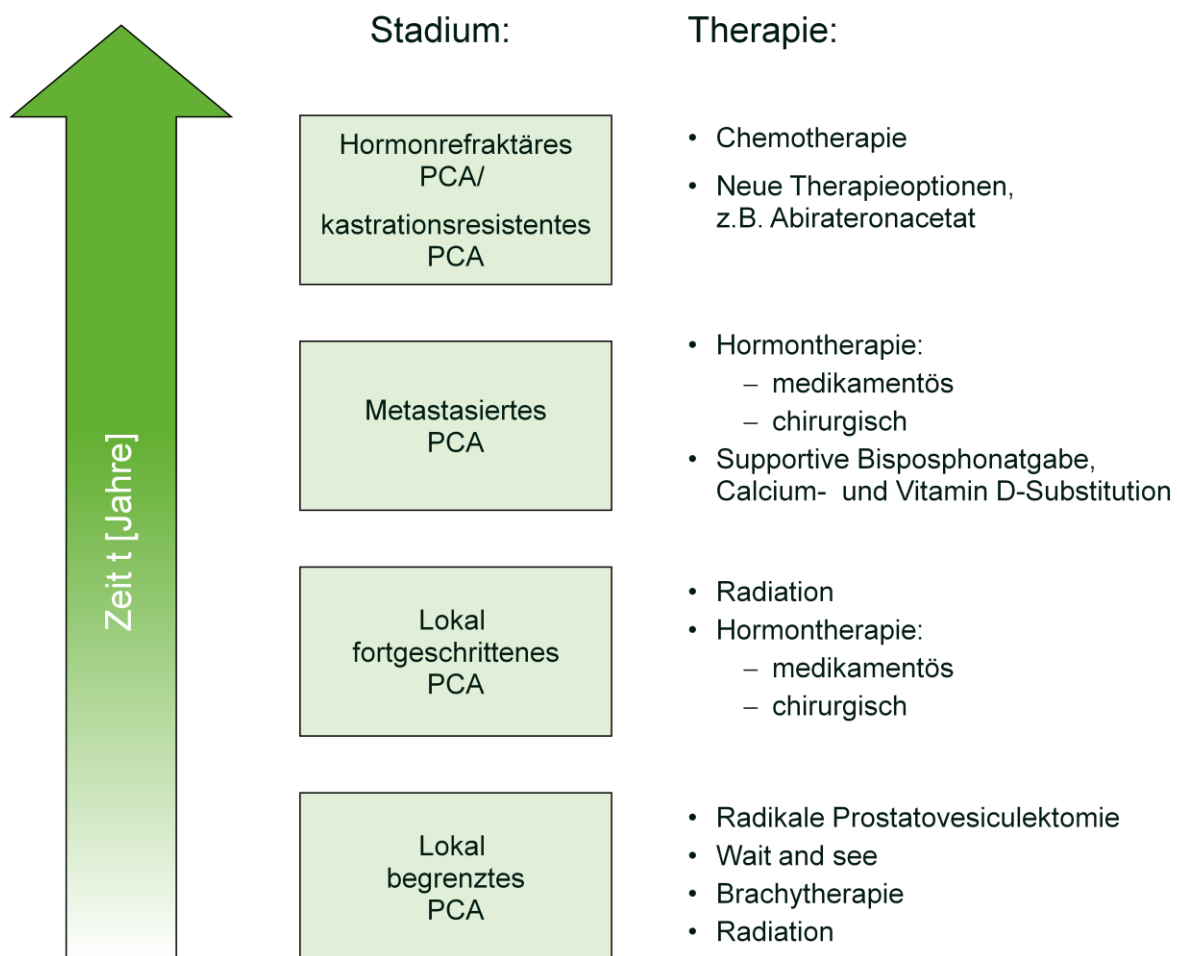 Stadium:
Therapie:
Zeit t [Jahre]
Hormonrefraktäres
PCA/
kastrationsresistentes
PCA
• Chemotherapie
• Neue Therapieoptionen,
z.B. Abirateronacetat
Metastasiertes
PCA
• Hormontherapie:
– medikamentös
– chirurgisch
• Supportive Bisposphonatgabe,
Calcium- und Vitamin D-Substitution
Lokal
fortgeschrittenes
PCA
• Radiation
• Hormontherapie:
– medikamentös
– chirurgisch
Lokal
begrenztes
PCA
• Radikale Prostatovesiculektomie
• Wait and see
• Brachytherapie
• Radiation